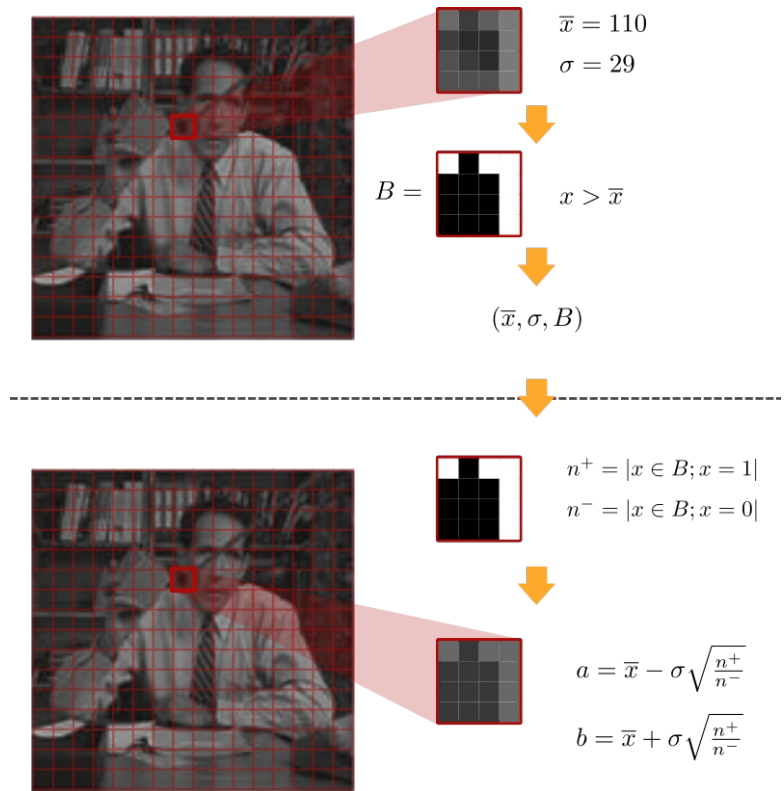 x̅ = 110
σ = 29
B =
x > x̅
(x̅, σ, B)
n⁺ = |x ∈ B; x = 1|
n⁻ = |x ∈ B; x = 0|
a = x̅ − σ√(n⁺/n⁻)
b = x̅ + σ√(n⁺/n⁻)